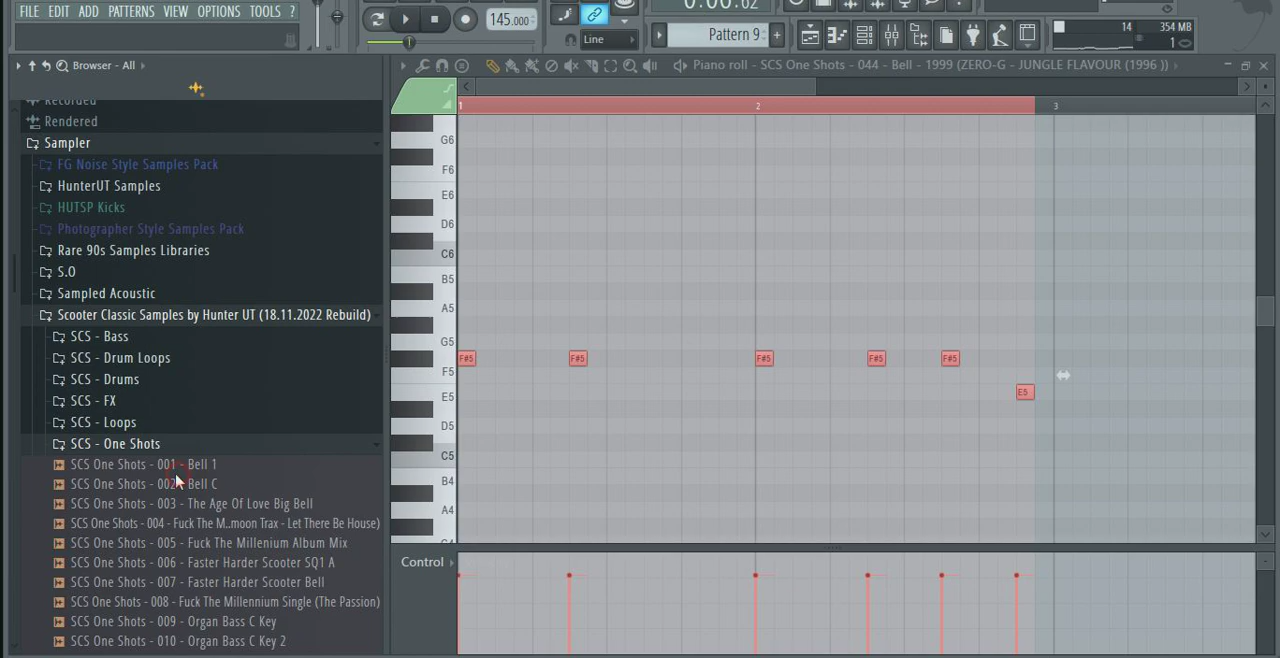 FILE EDIT ADD PATTERNS VIEW OPTIONS TOOLS ?
145.000
0:00:62
Line
Pattern 9
14
354 MB
1
Browser - All
Piano roll - SCS One Shots - 044 - Bell - 1999 (ZERO-G - JUNGLE FLAVOUR (1996 ))
Recorded
Rendered
Sampler
FG Noise Style Samples Pack
HunterUT Samples
HUTSP Kicks
Photographer Style Samples Pack
Rare 90s Samples Libraries
S.O
Sampled Acoustic
Scooter Classic Samples by Hunter UT (18.11.2022 Rebuild)
SCS - Bass
SCS - Drum Loops
SCS - Drums
SCS - FX
SCS - Loops
SCS - One Shots
SCS One Shots - 001 - Bell 1
SCS One Shots - 002 - Bell C
SCS One Shots - 003 - The Age Of Love Big Bell
SCS One Shots - 004 - Fuck The M..moon Trax - Let There Be House)
SCS One Shots - 005 - Fuck The Millenium Album Mix
SCS One Shots - 006 - Faster Harder Scooter SQ1 A
SCS One Shots - 007 - Faster Harder Scooter Bell
SCS One Shots - 008 - Fuck The Millennium Single (The Passion)
SCS One Shots - 009 - Organ Bass C Key
SCS One Shots - 010 - Organ Bass C Key 2
1
2
3
G6
F6
E6
D6
C6
B5
A5
G5
F5
E5
D5
C5
B4
A4
F#5
F#5
F#5
F#5
F#5
E5
Control